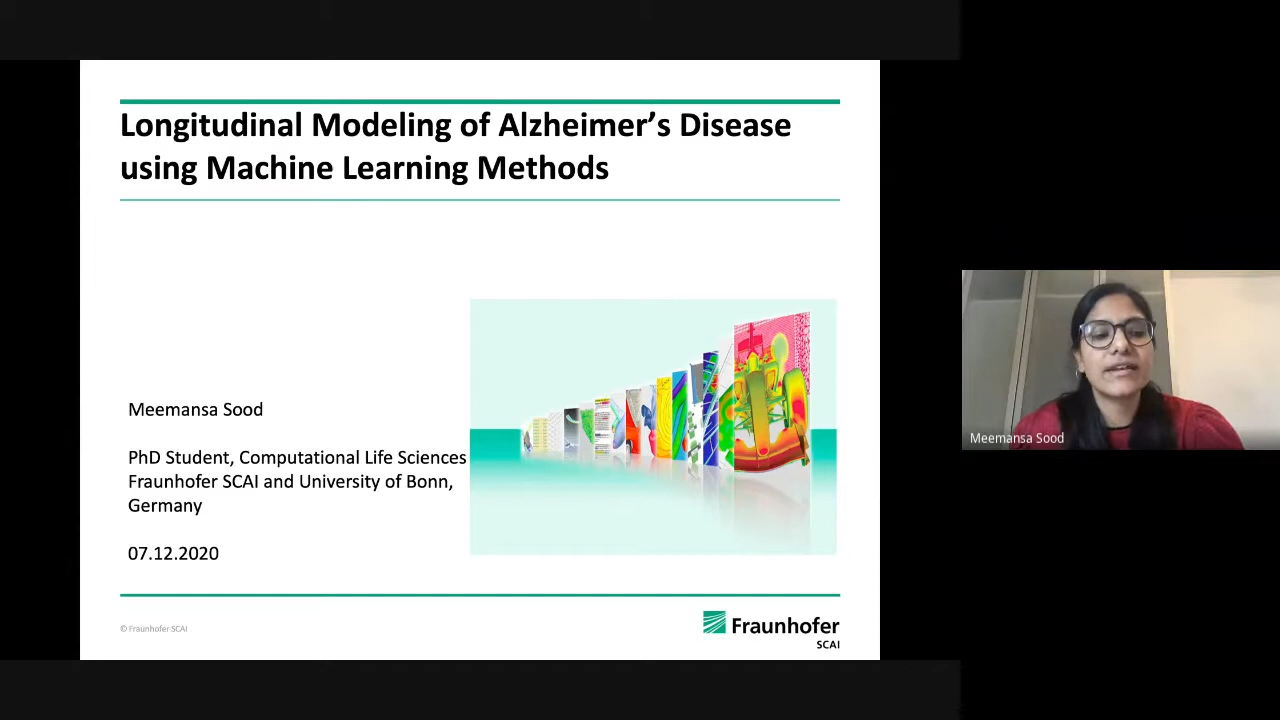 Longitudinal Modeling of Alzheimer’s Disease
using Machine Learning Methods
Meemansa Sood
PhD Student, Computational Life Sciences
Fraunhofer SCAI and University of Bonn,
Germany
07.12.2020
© Fraunhofer SCAI
Fraunhofer
SCAI
Meemansa Sood